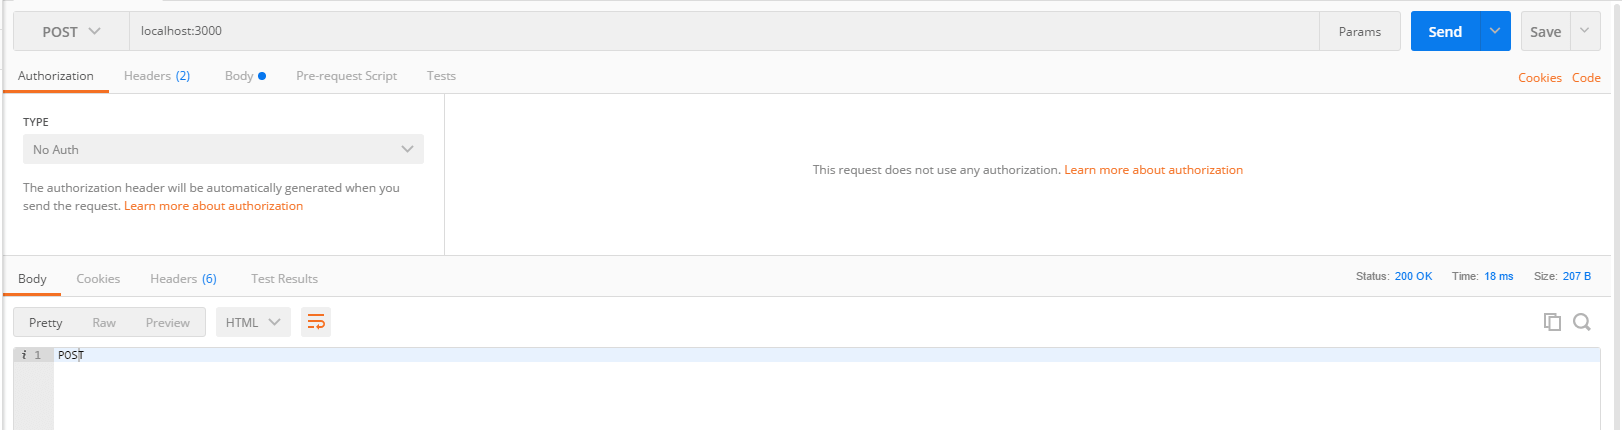 POST localhost:3000 Params Send Save
Authorization Headers (2) Body Pre-request Script Tests Cookies Code
TYPE
No Auth
The authorization header will be automatically generated when you
send the request. Learn more about authorization
This request does not use any authorization. Learn more about authorization
Body Cookies Headers (6) Test Results Status: 200 OK Time: 18 ms Size: 207 B
Pretty Raw Preview HTML
i 1 POST